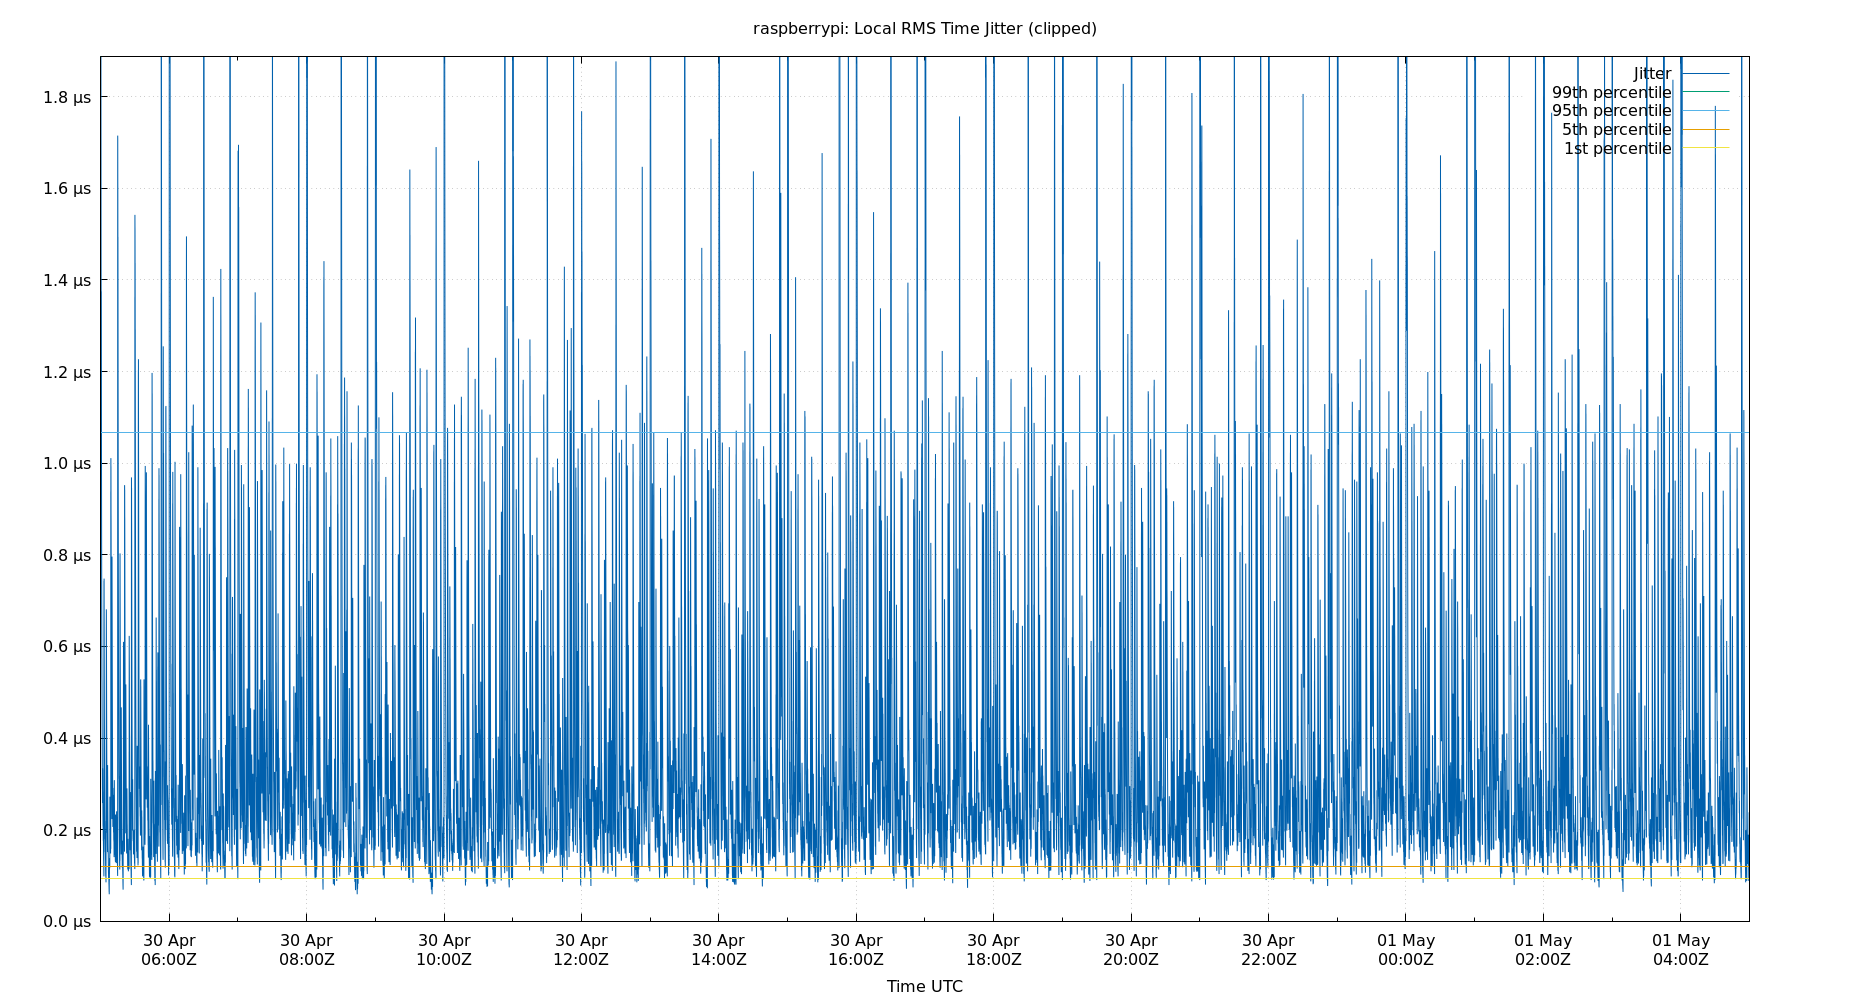 raspberrypi: Local RMS Time Jitter (clipped)
Jitter
99th percentile
95th percentile
5th percentile
1st percentile
1.8 µs
1.6 µs
1.4 µs
1.2 µs
1.0 µs
0.8 µs
0.6 µs
0.4 µs
0.2 µs
0.0 µs
30 Apr 30 Apr 30 Apr 30 Apr 30 Apr 30 Apr 30 Apr 30 Apr 30 Apr 01 May 01 May 01 May
06:00Z 08:00Z 10:00Z 12:00Z 14:00Z 16:00Z 18:00Z 20:00Z 22:00Z 00:00Z 02:00Z 04:00Z
Time UTC